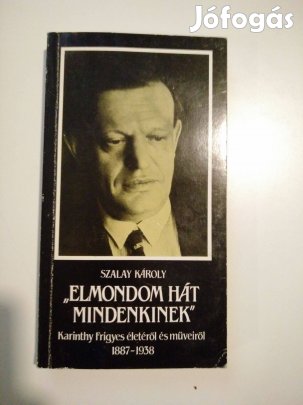 Jófogás
SZALAY KÁROLY
„ELMONDOM HÁT
MINDENKINEK”
Karinthy Frigyes életéről és műveiről
1887–1938